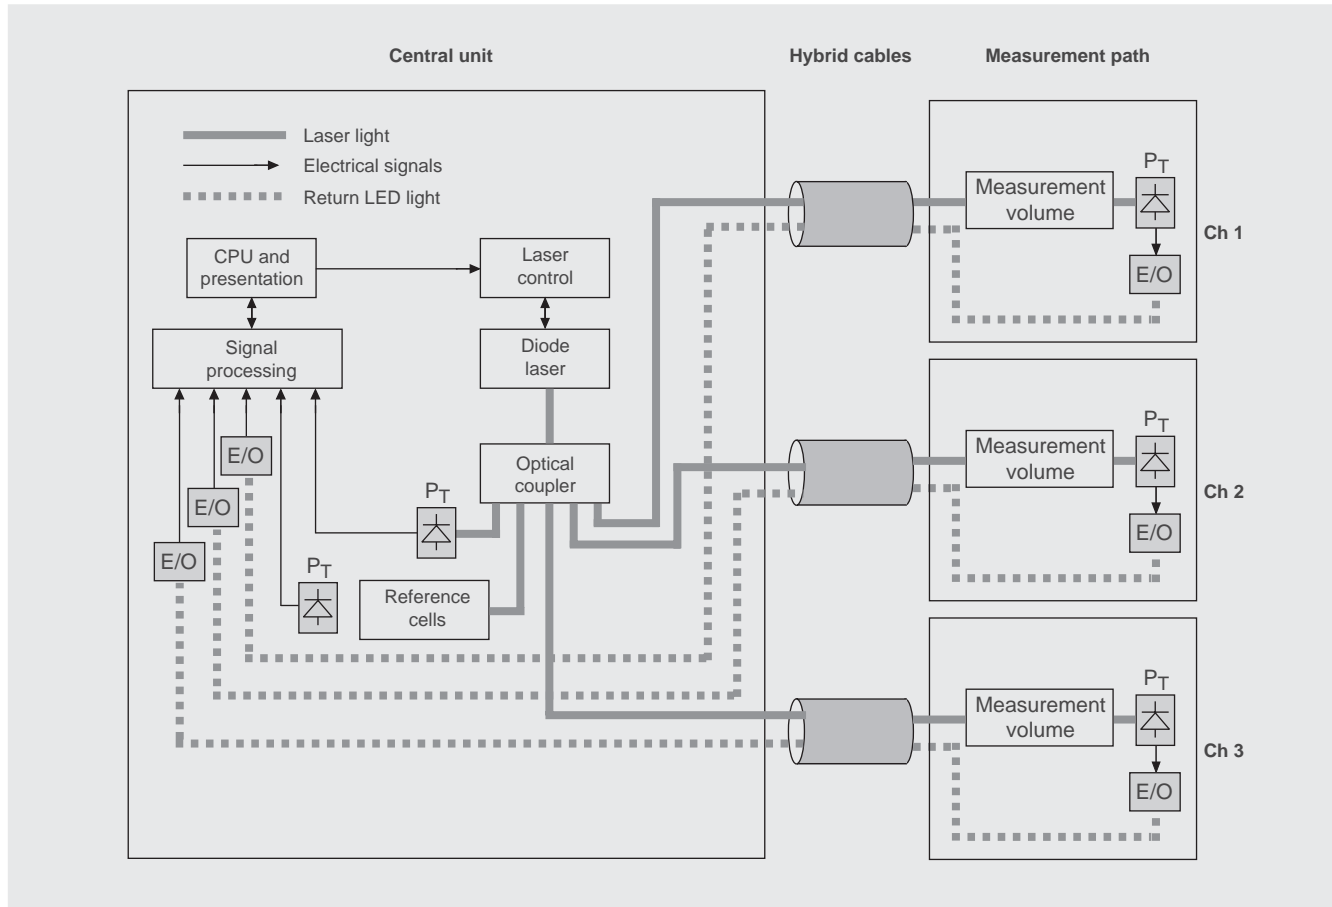 Central unit
Hybrid cables
Measurement path
Laser light
Electrical signals
Return LED light
CPU and
presentation
Laser
control
Signal
processing
Diode
laser
Optical
coupler
E/O
E/O
E/O
PT
PT
Reference
cells
Measurement
volume
PT
E/O
Ch 1
Measurement
volume
PT
E/O
Ch 2
Measurement
volume
PT
E/O
Ch 3